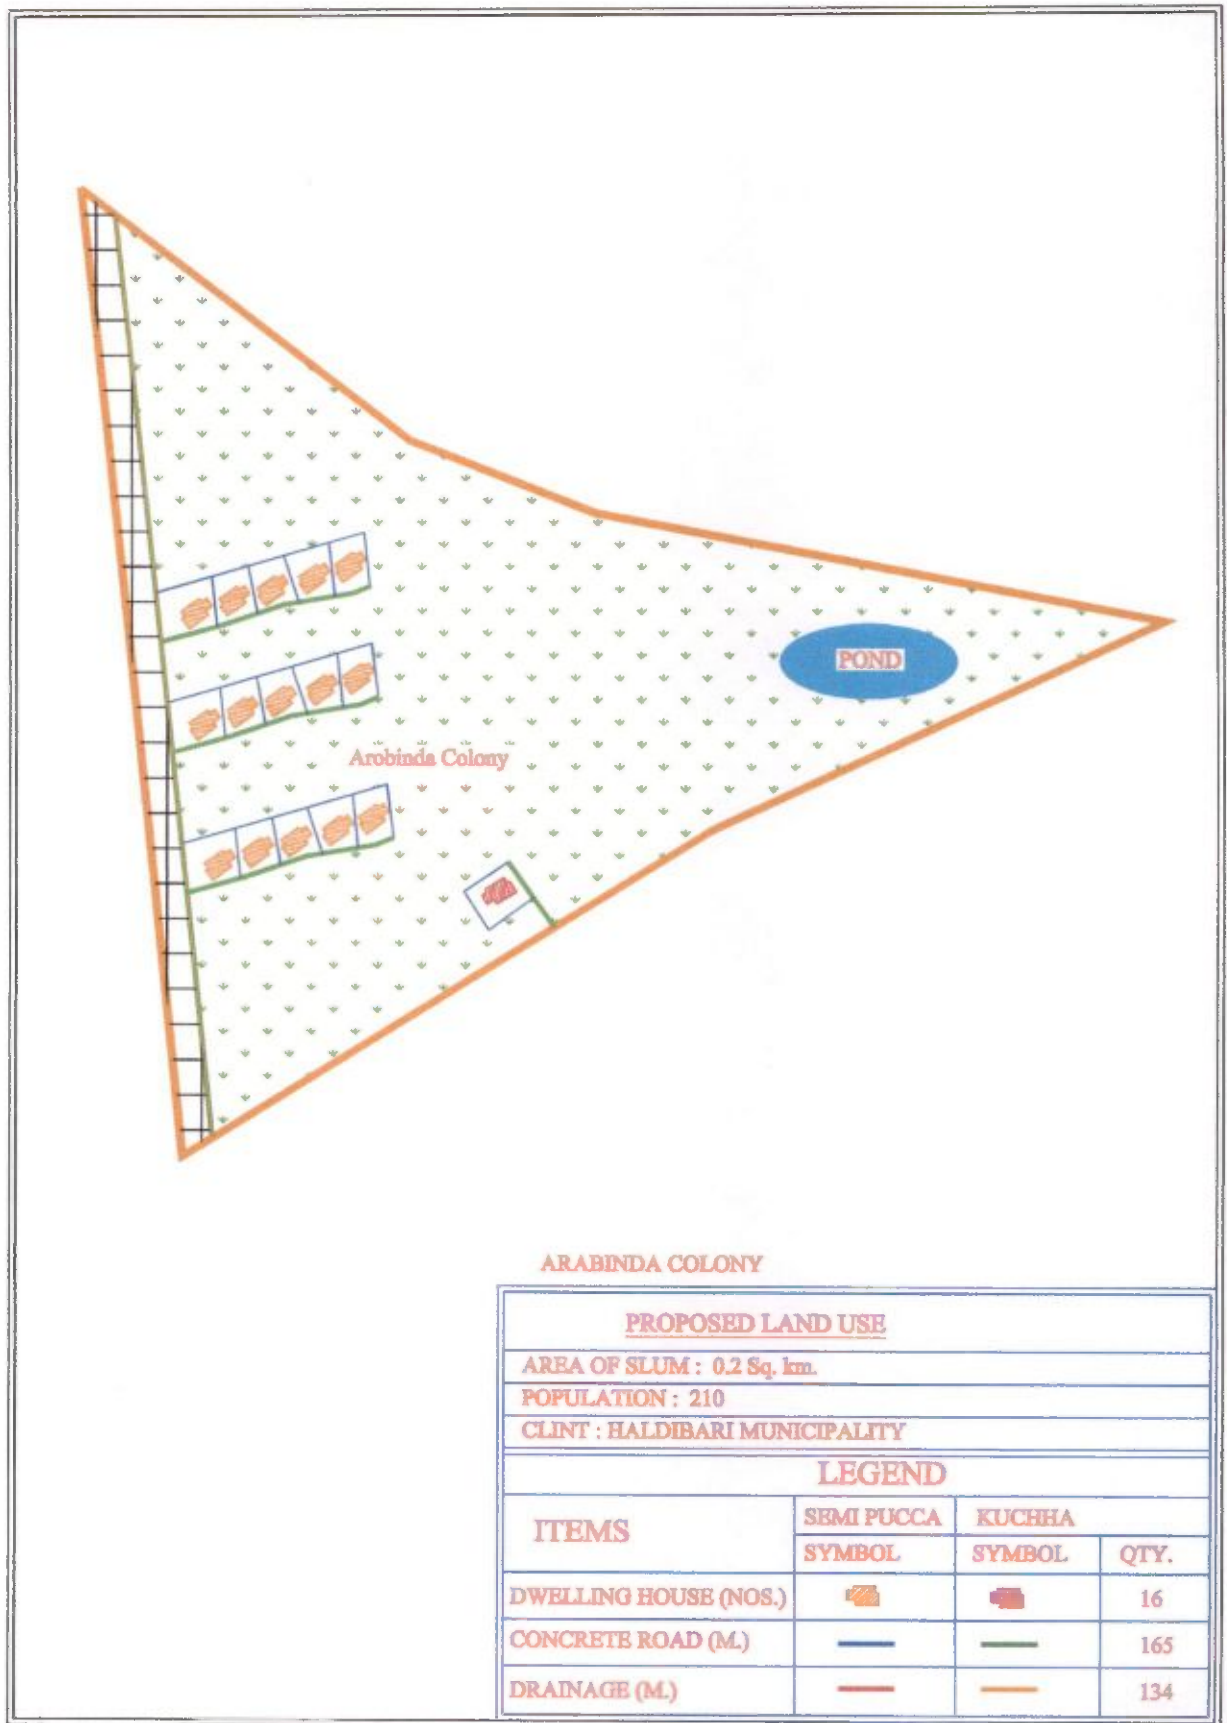 POND
Arobinda Colony
ARABINDA COLONY
PROPOSED LAND USE
AREA OF SLUM : 0.2 Sq. km.
POPULATION : 210
CLINT : HALDIBARI MUNICIPALITY
LEGEND
ITEMS SEMI PUCCA KUCHHA
SYMBOL SYMBOL QTY.
DWELLING HOUSE (NOS.) 16
CONCRETE ROAD (M.) 165
DRAINAGE (M.) 134